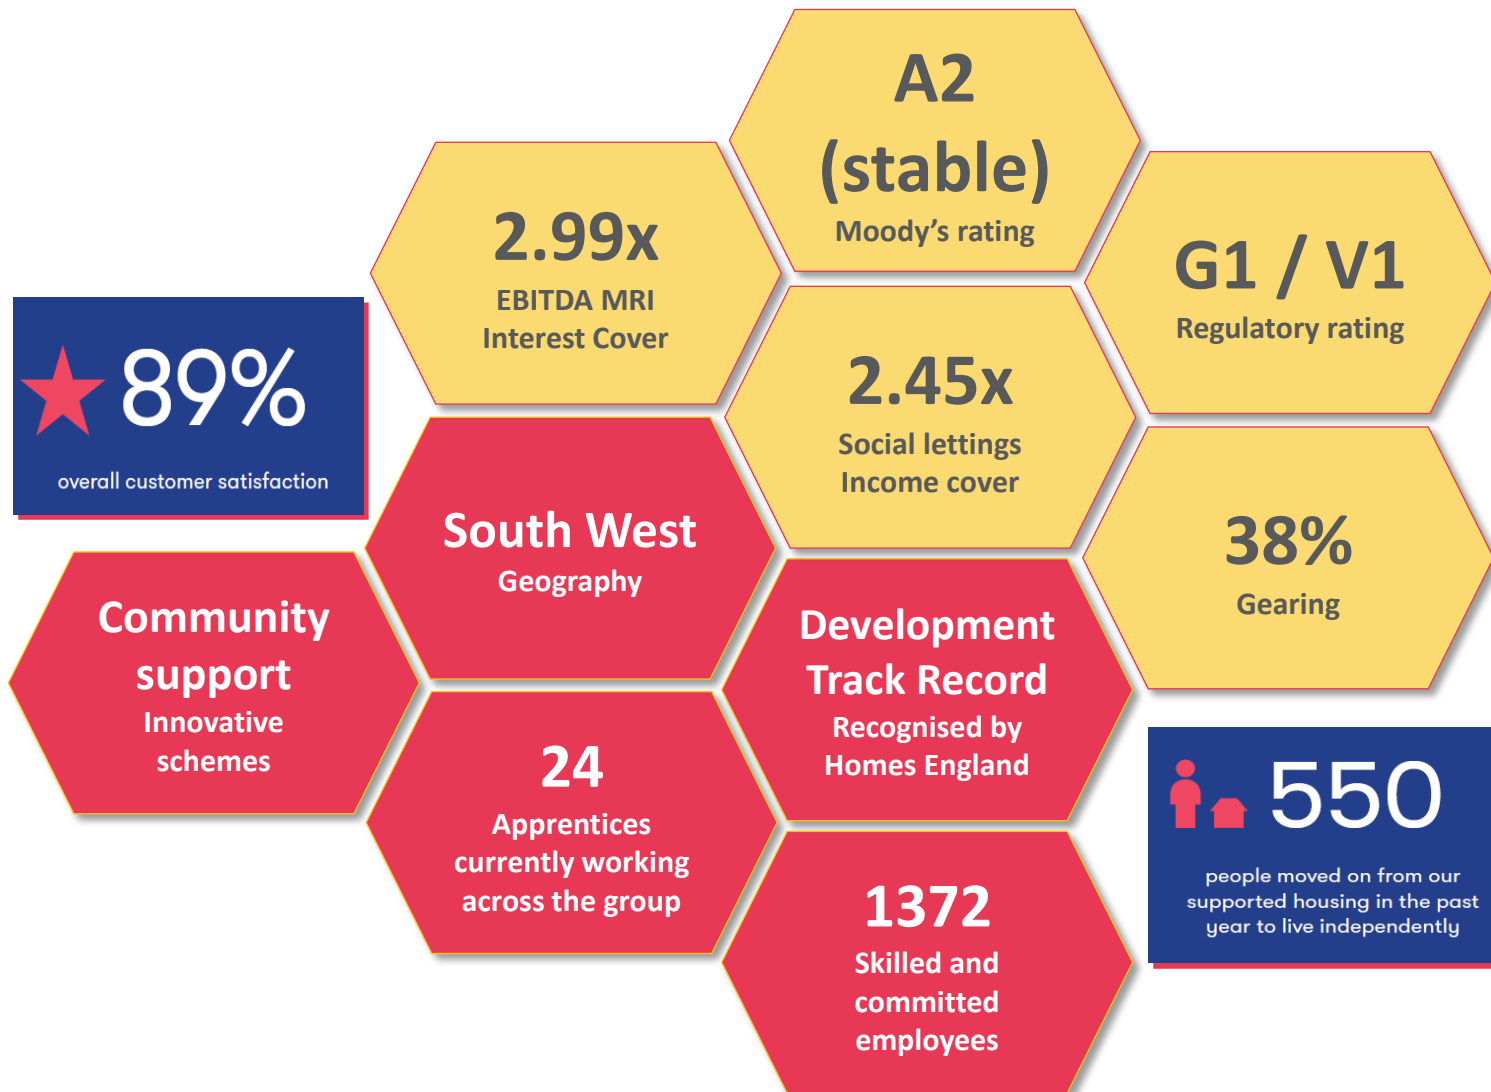 A2
(stable)
Moody's rating
2.99x
EBITDA MRI
Interest Cover
G1 / V1
Regulatory rating
89%
overall customer satisfaction
2.45x
Social lettings
Income cover
South West
Geography
38%
Gearing
Community
support
Innovative
schemes
Development
Track Record
Recognised by
Homes England
24
Apprentices
currently working
across the group
550
people moved on from our
supported housing in the past
year to live independently
1372
Skilled and
committed
employees